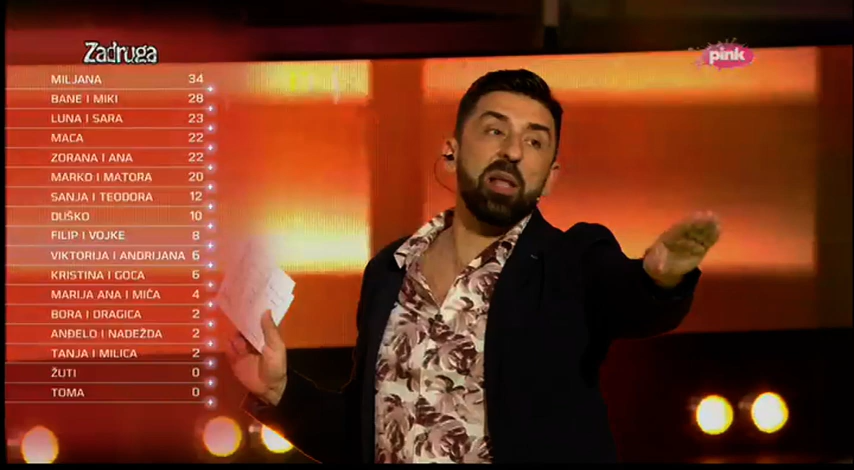 Zadruga
pink
MILJANA 34
BANE I MIKI 28
LUNA I SARA 23
MACA 22
ZORANA I ANA 22
MARKO I MATORA 20
SANJA I TEODORA 12
DUŠKO 10
FILIP I VOJKE 8
VIKTORIJA I ANDRIJANA 6
KRISTINA I GOCA 6
MARIJA ANA I MIĆA 4
BORA I DRAGICA 2
ANĐELO I NADEŽDA 2
TANJA I MILICA 2
ŽUTI 0
TOMA 0